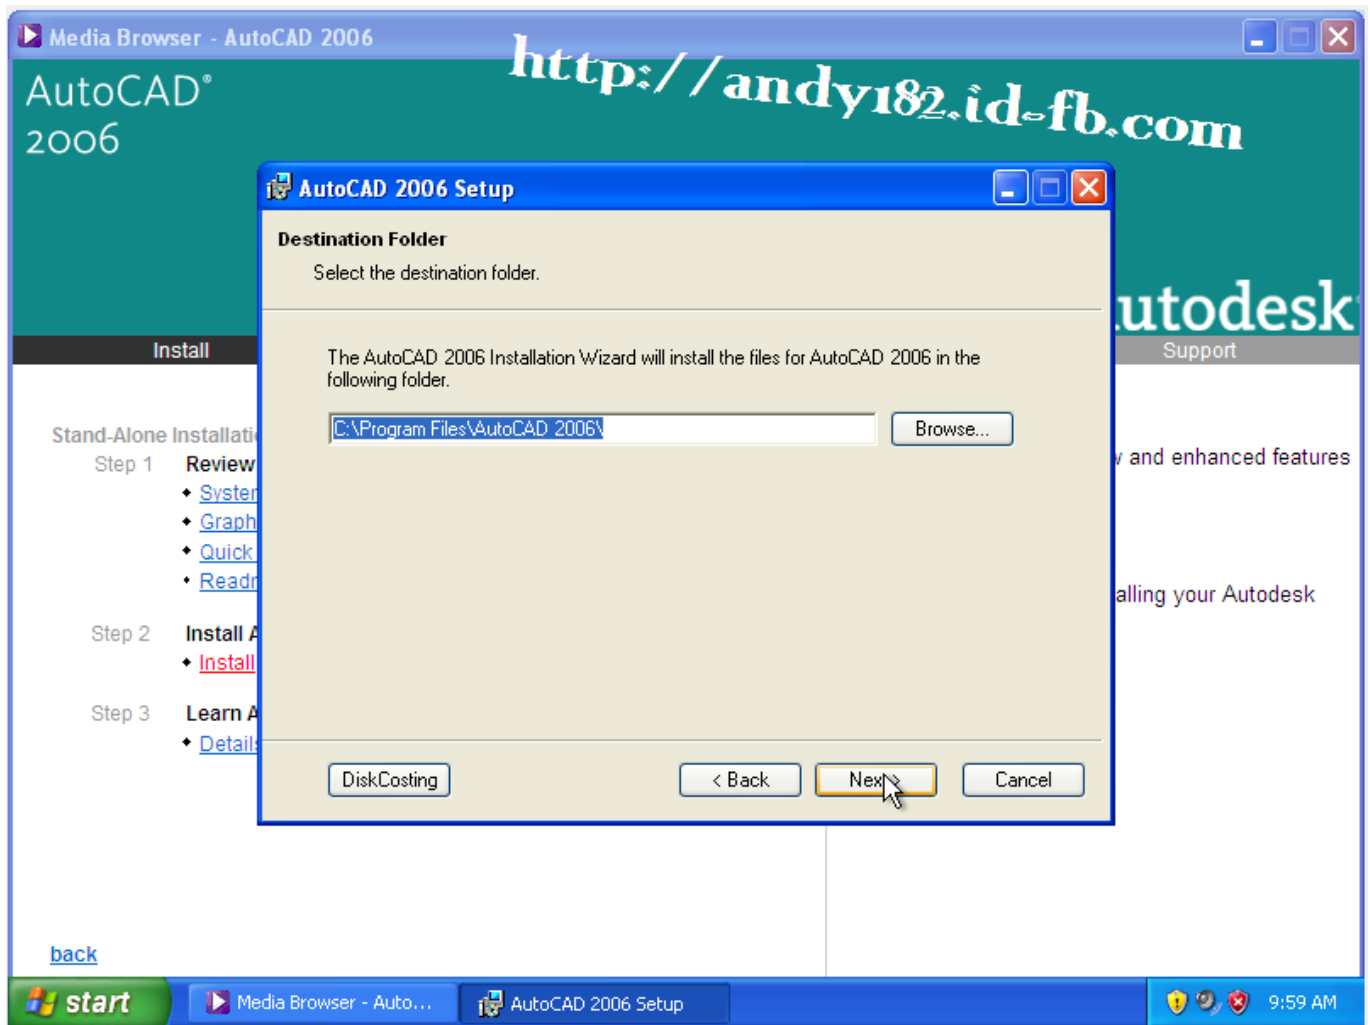 Media Browser - AutoCAD 2006
http://andy182.id-fb.com
AutoCAD®
2006
AutoCAD 2006 Setup
Destination Folder
Select the destination folder.
utodesk
Install
Support
The AutoCAD 2006 Installation Wizard will install the files for AutoCAD 2006 in the
following folder.
C:\Program Files\AutoCAD 2006\
Browse...
Stand-Alone Installati
Step 1 Review
and enhanced features
• Syster
• Graph
• Quick
• Readr
alling your Autodesk
Step 2 Install A
• Install
Step 3 Learn A
• Details
DiskCosting
< Back
Next >
Cancel
back
start
Media Browser - Auto...
AutoCAD 2006 Setup
9:59 AM